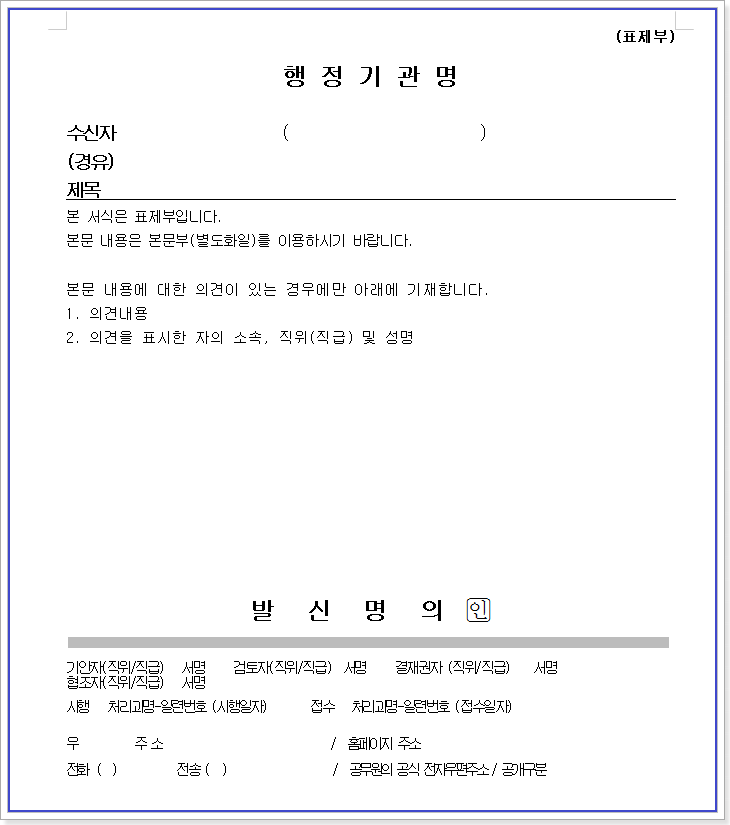 (표제부)
행 정 기 관 명
수신자 ( )
(경유)
제목
본 서식은 표제부입니다.
본문 내용은 본문부(별도화일)를 이용하시기 바랍니다.
본문 내용에 대한 의견이 있는 경우에만 아래에 기재합니다.
1. 의견내용
2. 의견을 표시한 자의 소속, 직위(직급) 및 성명
발 신 명 의 인
기안자(직위/직급) 서명 검토자(직위/직급) 서명 결재권자 (직위/직급) 서명
협조자(직위/직급) 서명
시행 처리과명-일련번호 (시행일자) 접수 처리과명-일련번호 (접수일자)
우 주 소 / 홈페이지 주소
전화 ( ) 전송 ( ) / 공무원의 공식 전자우편주소 / 공개구분